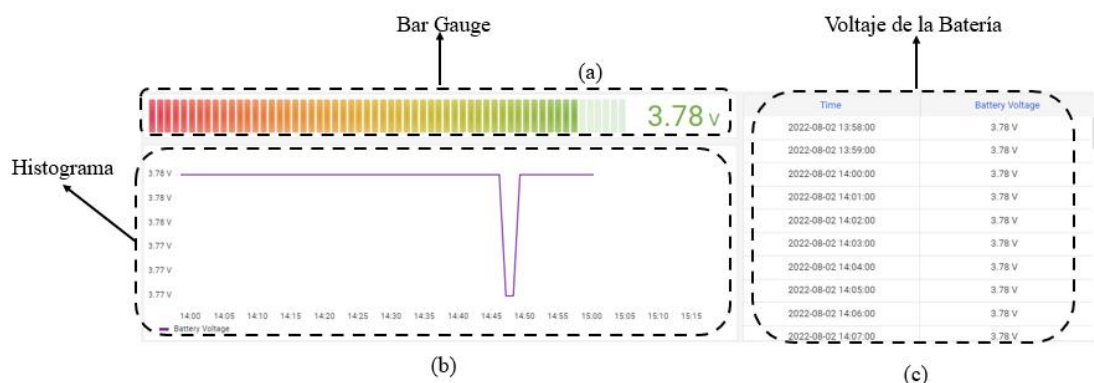 Bar Gauge
Voltaje de la Batería
(a)
3.78 V
Histograma
3.78 V
3.78 V
3.78 V
3.77 V
3.77 V
3.77 V
14:00 14:05 14:10 14:15 14:20 14:25 14:30 14:35 14:40 14:45 14:50 14:55 15:00 15:05 15:10 15:15
Battery Voltage
(b)
Time Battery Voltage
2022-08-02 13:58:00 3.78 V
2022-08-02 13:59:00 3.78 V
2022-08-02 14:00:00 3.78 V
2022-08-02 14:01:00 3.78 V
2022-08-02 14:02:00 3.78 V
2022-08-02 14:03:00 3.78 V
2022-08-02 14:04:00 3.78 V
2022-08-02 14:05:00 3.78 V
2022-08-02 14:06:00 3.78 V
2022-08-02 14:07:00 3.78 V
(c)